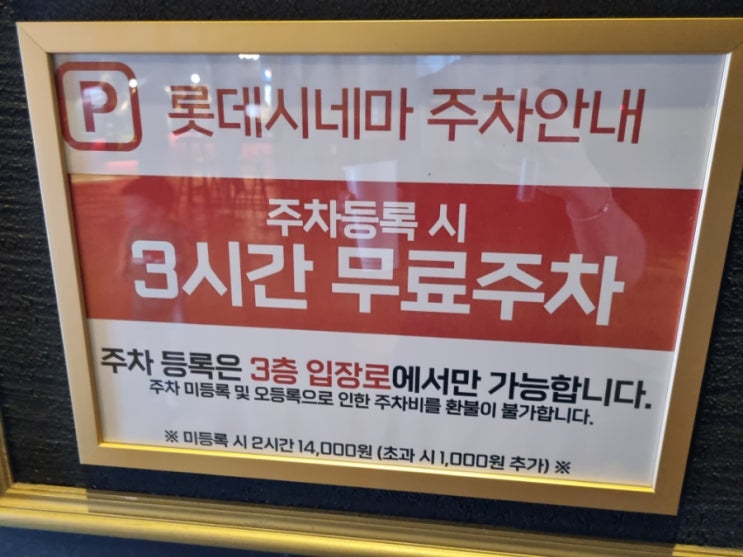 P 롯데시네마 주차안내
주차등록 시
3시간 무료주차
주차 등록은 3층 입장로에서만 가능합니다.
주차 미등록 및 오등록으로 인한 주차비를 환불이 불가합니다.
※ 미등록 시 2시간 14,000원 (초과 시 1,000원 추가) ※